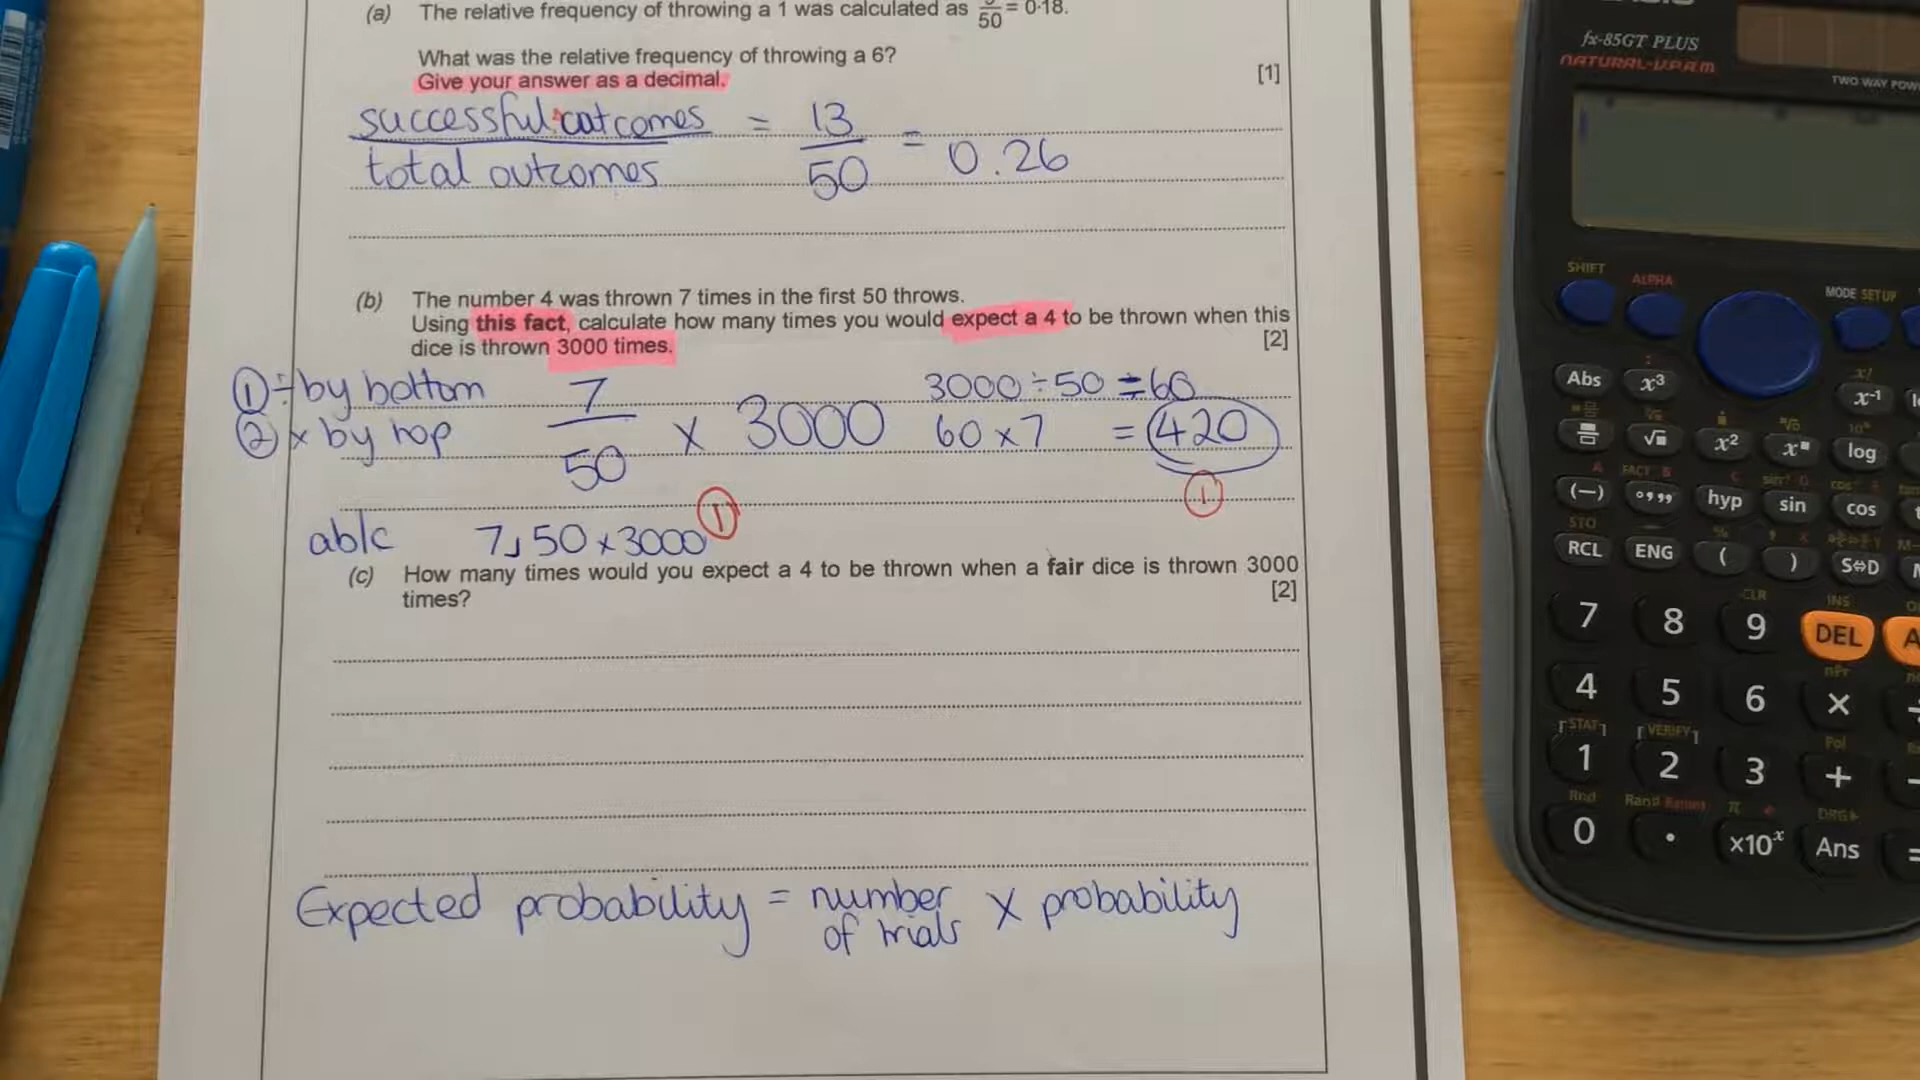 (a) The relative frequency of throwing a 1 was calculated as /50 = 0·18.
What was the relative frequency of throwing a 6?
Give your answer as a decimal. [1]
successful outcomes / total outcomes = 13/50 = 0.26
(b) The number 4 was thrown 7 times in the first 50 throws.
Using this fact, calculate how many times you would expect a 4 to be thrown when this
dice is thrown 3000 times. [2]
① ÷ by bottom
② × by top
7/50 × 3000
3000 ÷ 50 = 60
60 × 7 = 420
①
①
ab/c 7⌟50 × 3000
(c) How many times would you expect a 4 to be thrown when a fair dice is thrown 3000
times? [2]
Expected probability = number of trials × probability
fx-85GT PLUS
NATURAL-V.P.A.M.
TWO WAY POW
SHIFT ALPHA MODE SETUP
Abs x³ x⁻¹
x² log
(−) °,,, hyp sin cos
STO
RCL ENG ( ) S⇔D
CLR INS
7 8 9 DEL A
4 5 6 ×
STAT VERIFY Pol
1 2 3 +
Rnd Ran# RanInt π e DRG▶
0 · ×10ˣ Ans =